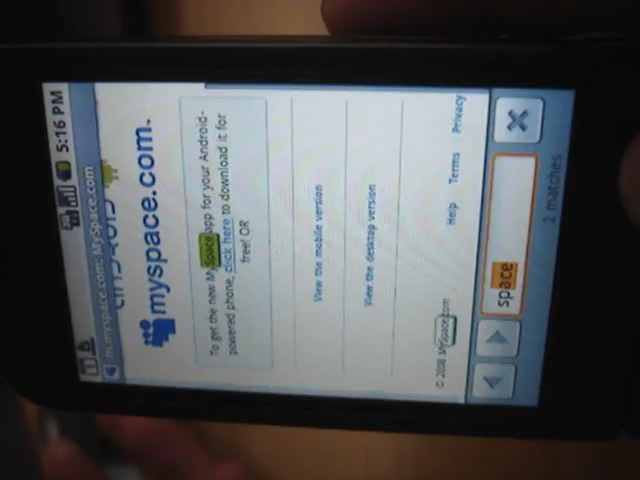 5:16 PM
m.myspace.com: MySpace.com
ANDROID
myspace.com.
To get the new MySpace app for your Android-
powered phone, click here to download it for
free! OR
View the mobile version
View the desktop version
Help Terms Privacy
© 2008 MySpace.com
space
2 matches